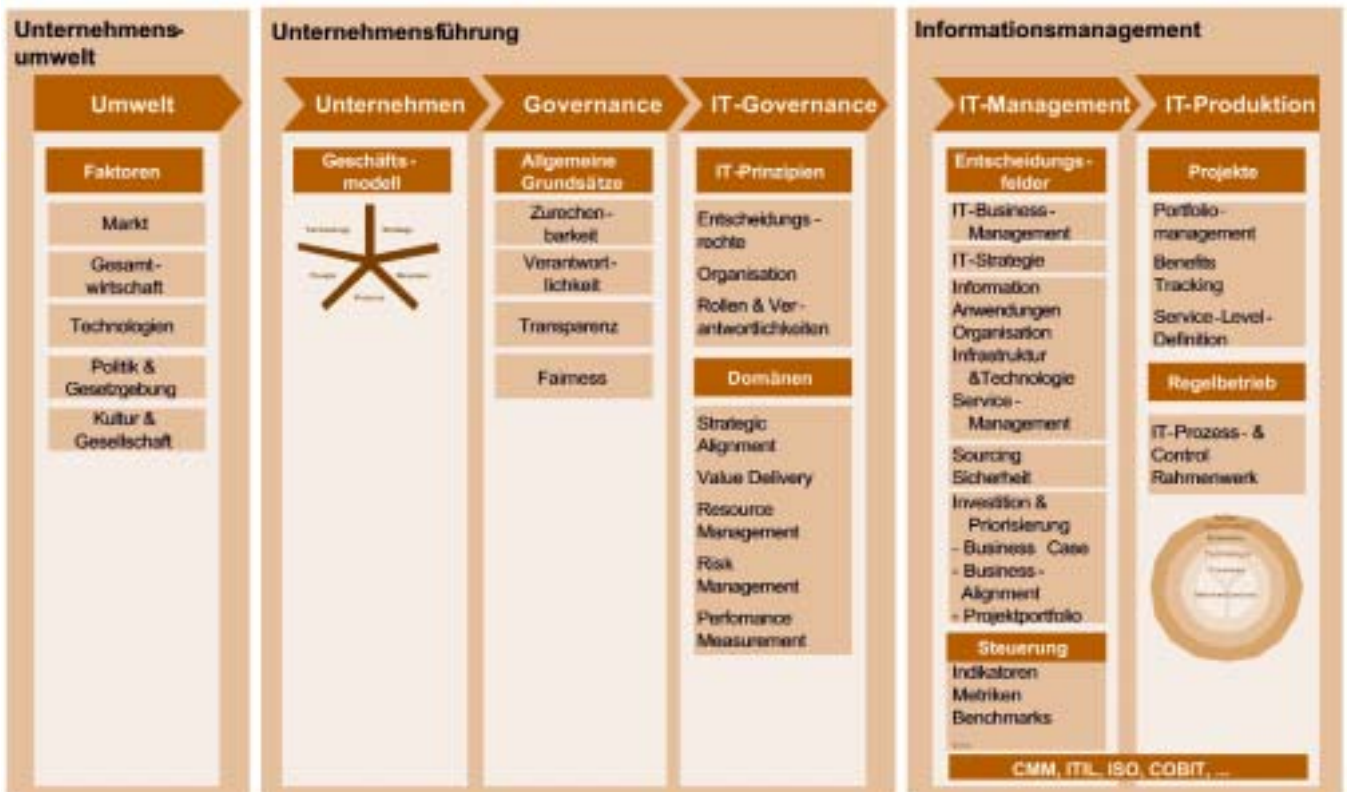 Unternehmens-
umwelt
Umwelt
Faktoren
Markt
Gesamt-
wirtschaft
Technologien
Politik &
Gesetzgebung
Kultur &
Gesellschaft
Unternehmensführung
Unternehmen
Geschäfts-
modell
Governance
Allgemeine
Grundsätze
Zurechen-
barkeit
Verantwort-
lichkeit
Transparenz
Fairness
IT-Governance
IT-Prinzipien
Entscheidungs-
rechte
Organisation
Rollen & Ver-
antwortlichkeiten
Domänen
Strategic
Alignment
Value Delivery
Resource
Management
Risk
Management
Perfomance
Measurement
Informationsmanagement
IT-Management
Entscheidungs-
felder
IT-Business-
Management
IT-Strategie
Information
Anwendungen
Organisation
Infrastruktur
&Technologie
Service-
Management
Sourcing
Sicherheit
Investition &
Priorisierung
- Business Case
- Business-
Alignment
- Projektportfolio
Steuerung
Indikatoren
Metriken
Benchmarks
...
IT-Produktion
Projekte
Portfolio-
management
Benefits
Tracking
Service-Level-
Definition
Regelbetrieb
IT-Prozess- &
Control
Rahmenwerk
CMM, ITIL. ISO, COBIT, ...